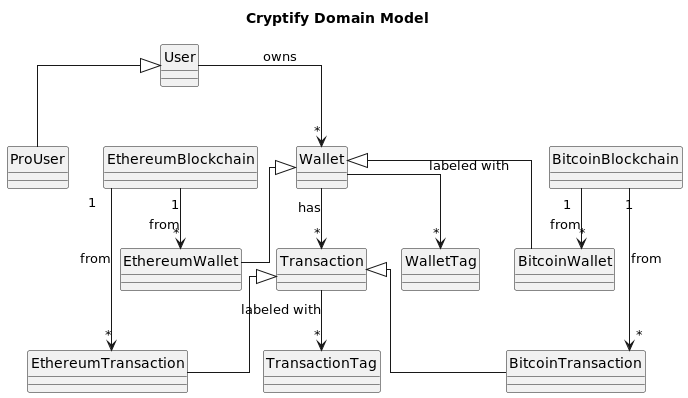 Cryptify Domain Model
User
owns
*
ProUser
EthereumBlockchain
Wallet
labeled with
BitcoinBlockchain
1
1
has
1
1
from
*
*
*
from
*
from
EthereumWallet
Transaction
WalletTag
BitcoinWallet
from
labeled with
*
*
*
EthereumTransaction
TransactionTag
BitcoinTransaction